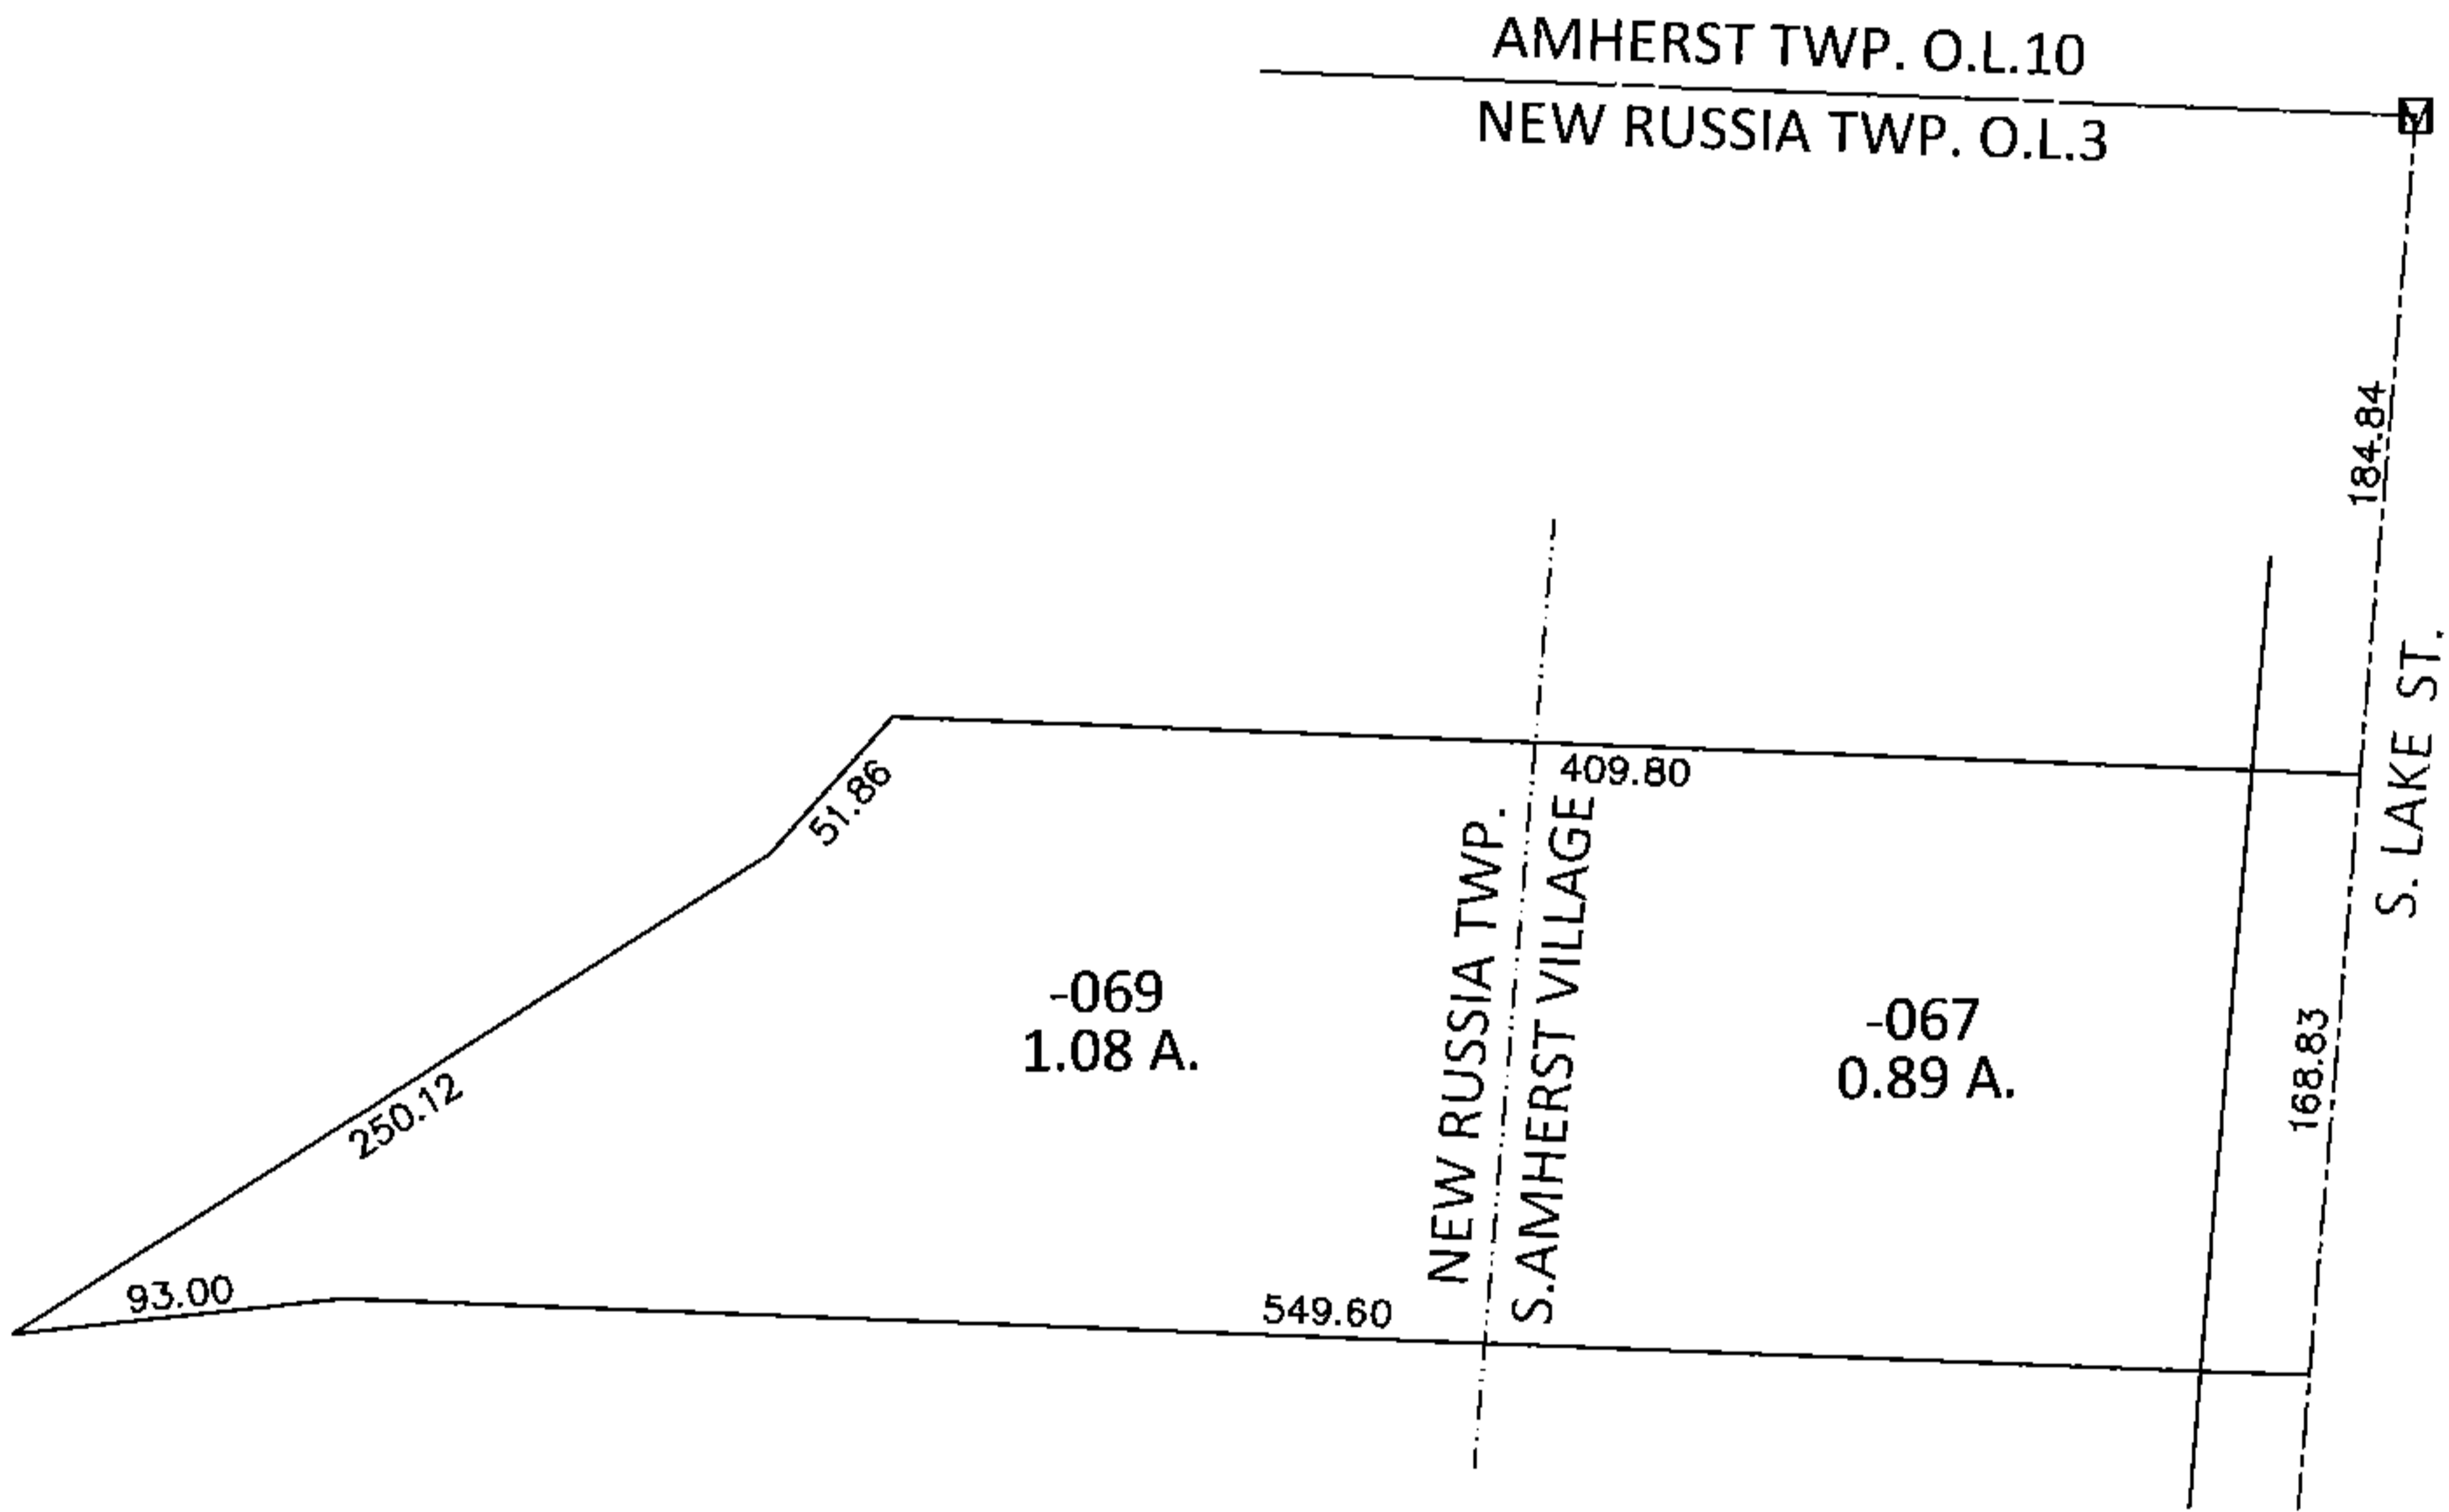 AMHERST TWP. O.L.10
NEW RUSSIA TWP. O.L.3
184.84
S. LAKE ST.
409.80
51.86
NEW RUSSIA TWP.
S.AMHERST VILLAGE
-069
1.08 A.
-067
0.89 A.
168.83
250.12
93.00
549.60